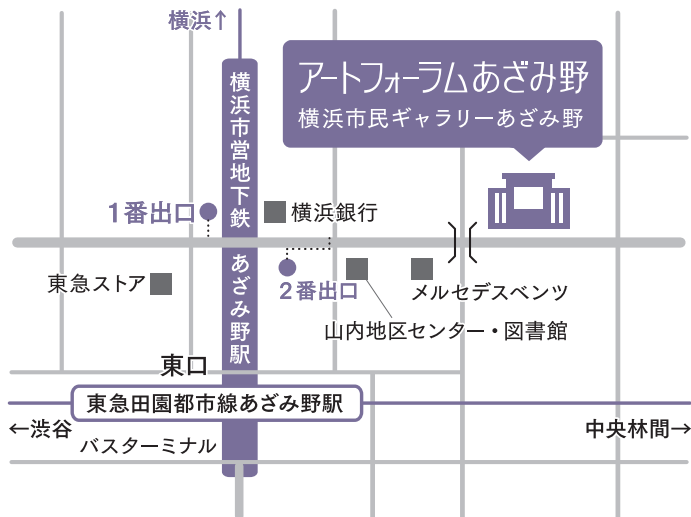 横浜↑
アートフォーラムあざみ野
横浜市民ギャラリーあざみ野
横浜市営地下鉄 あざみ野駅
1番出口
横浜銀行
東急ストア
2番出口
メルセデスベンツ
山内地区センター・図書館
東口
東急田園都市線あざみ野駅
←渋谷
中央林間→
バスターミナル